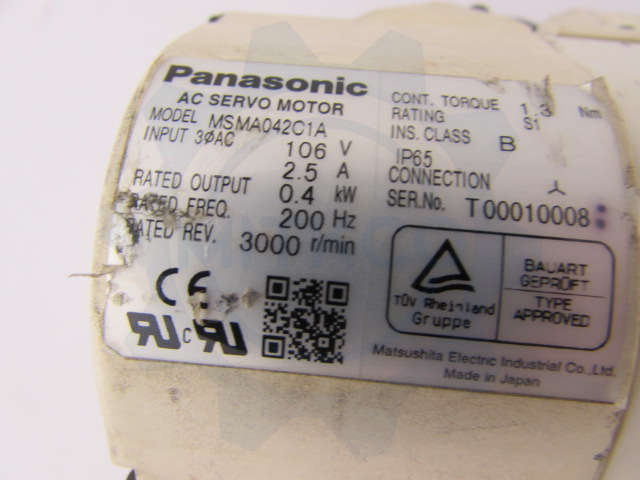 Panasonic
AC SERVO MOTOR
MODEL MSMA042C1A
INPUT 3ØAC 106 V
2.5 A
RATED OUTPUT 0.4 kW
RATED FREQ. 200 Hz
RATED REV. 3000 r/min
CONT. TORQUE 1.3 Nm
RATING S1
INS. CLASS B
IP65
CONNECTION
SER.No. T00010008
CE
TÜV Rheinland
Gruppe
BAUART
GEPRÜFT
TYPE
APPROVED
Matsushita Electric Industrial Co.,Ltd.
Made in Japan